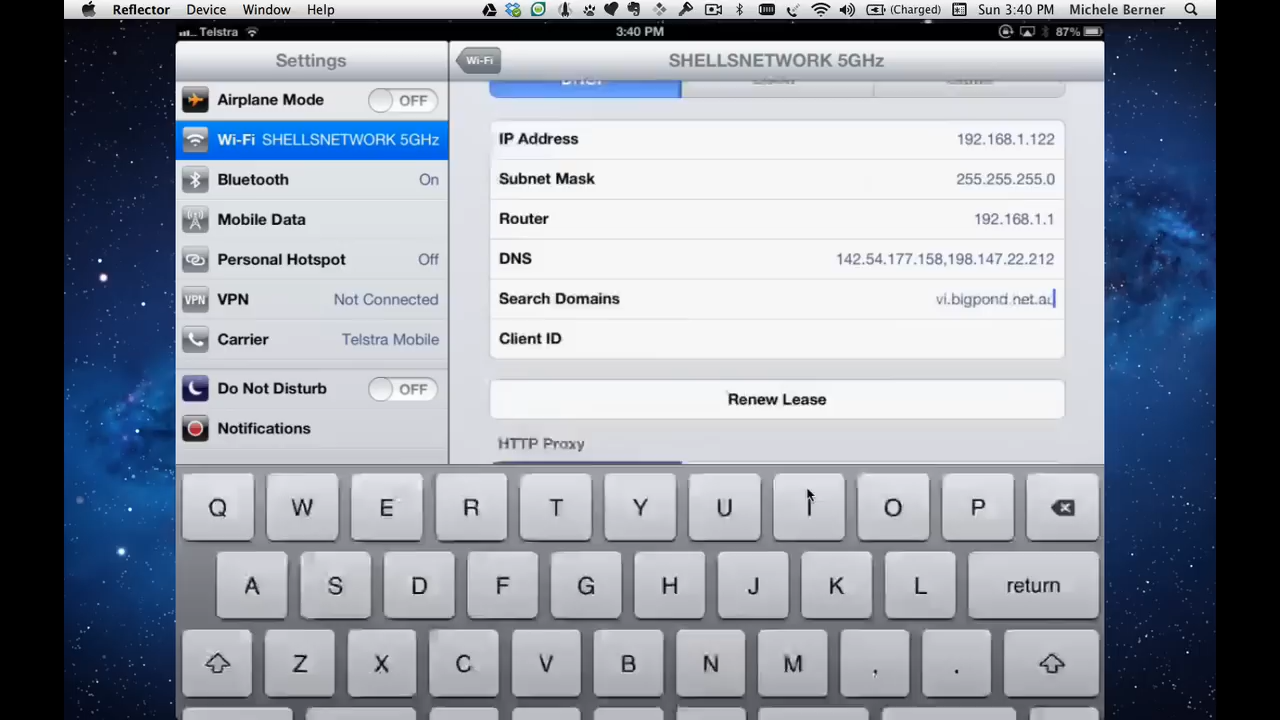 Reflector Device Window Help (Charged) Sun 3:40 PM Michele Berner
Telstra 3:40 PM 87%
Settings
Wi-Fi SHELLSNETWORK 5GHz
Airplane Mode OFF
Wi-Fi SHELLSNETWORK 5GHz
Bluetooth On
Mobile Data
Personal Hotspot Off
VPN VPN Not Connected
Carrier Telstra Mobile
Do Not Disturb OFF
Notifications
DHCP
IP Address 192.168.1.122
Subnet Mask 255.255.255.0
Router 192.168.1.1
DNS 142.54.177.158,198.147.22.212
Search Domains vi.bigpond.net.au
Client ID
Renew Lease
HTTP Proxy
Q W E R T Y U I O P
A S D F G H J K L return
Z X C V B N M , .